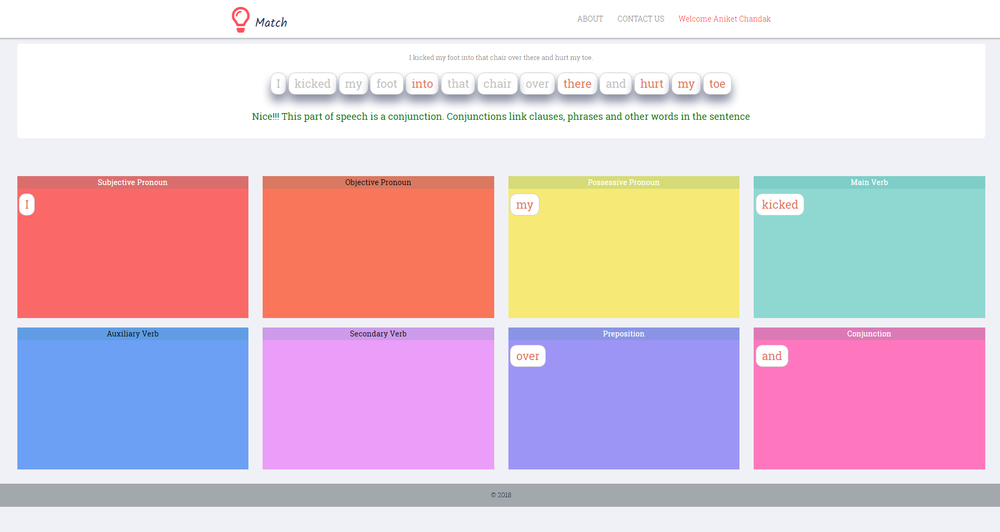 Match
ABOUT CONTACT US Welcome Aniket Chandak
I kicked my foot into that chair over there and hurt my toe.
I kicked my foot into that chair over there and hurt my toe
Nice!!! This part of speech is a conjunction. Conjunctions link clauses, phrases and other words in the sentence
Subjective Pronoun
I
Objective Pronoun
Possessive Pronoun
my
Main Verb
kicked
Auxiliary Verb
Secondary Verb
Preposition
over
Conjunction
and
© 2018